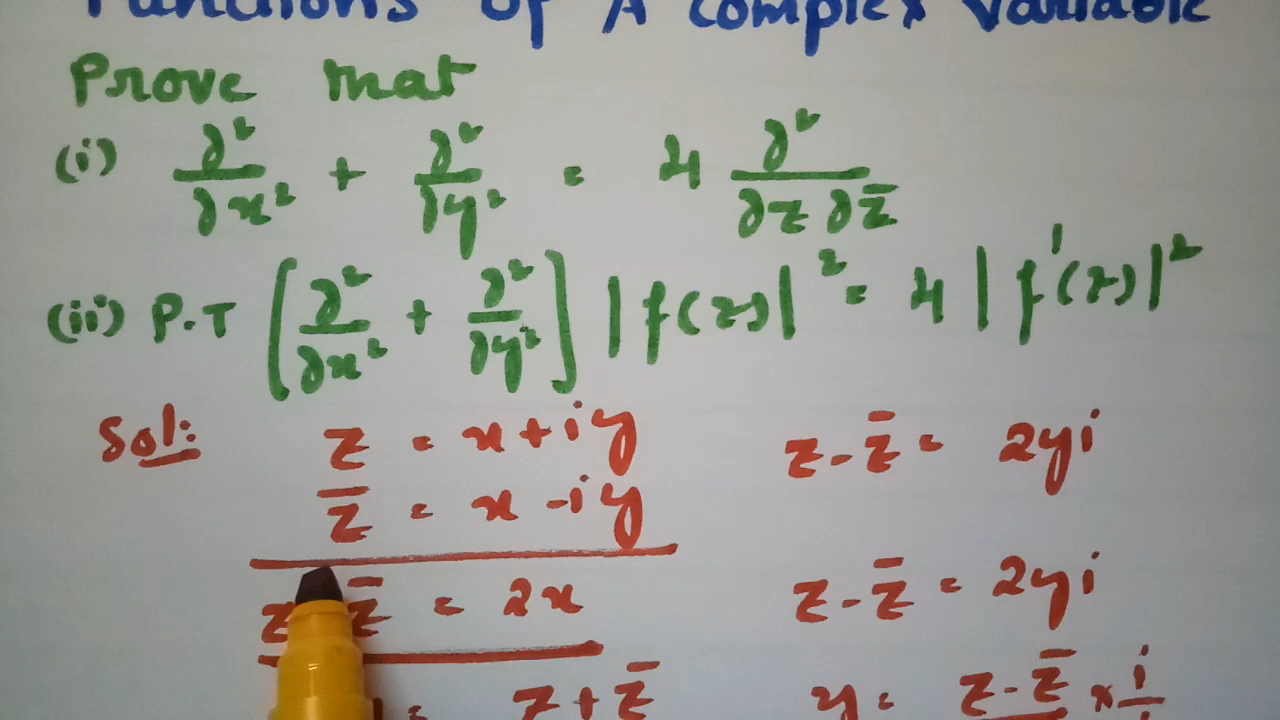 Functions of A complex variable
Prove that
(i) ∂²/∂x² + ∂²/∂y² = 4 ∂²/∂z ∂z̄
(ii) P.T [∂²/∂x² + ∂²/∂y²] |f(z)|² = 4 |f'(z)|²
Sol: z = x + iy
z̄ = x - iy
z z̄ = 2x
= z + z̄
z - z̄ = 2yi
z - z̄ = 2yi
y = z - z̄ × i